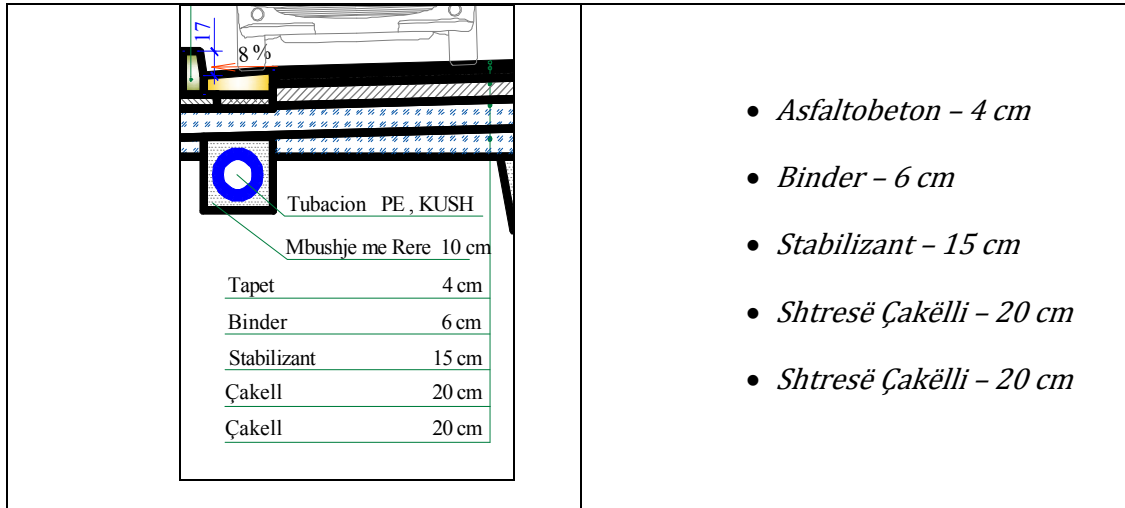 17
8 %
Tubacion PE , KUSH
Mbushje me Rere 10 cm
Tapet 4 cm
Binder 6 cm
Stabilizant 15 cm
Çakell 20 cm
Çakell 20 cm
• Asfaltobeton – 4 cm
• Binder – 6 cm
• Stabilizant – 15 cm
• Shtresë Çakëlli – 20 cm
• Shtresë Çakëlli – 20 cm